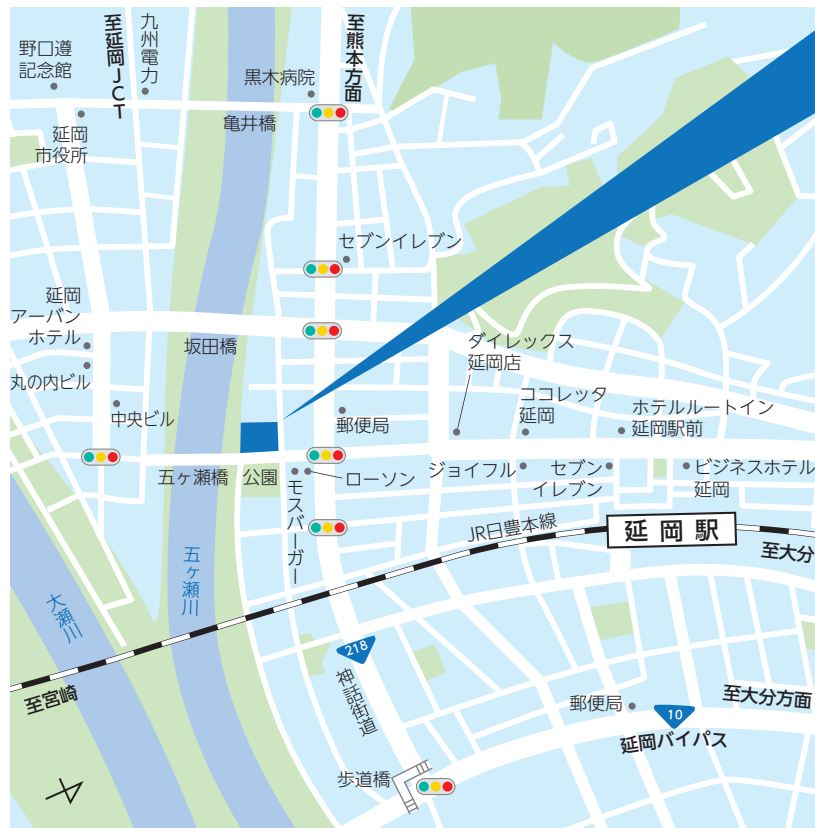 野口遵
記念館
至延岡JCT
九州電力
黒木病院
至熊本方面
延岡
市役所
亀井橋
セブンイレブン
延岡
アーバン
ホテル
坂田橋
丸の内ビル
ダイレックス
延岡店
中央ビル
郵便局
ココレッタ
延岡
ホテルルートイン
延岡駅前
五ヶ瀬橋
公園
モスバーガー
ローソン
ジョイフル
セブン
イレブン
ビジネスホテル
延岡
JR日豊本線
延岡駅
至大分
五ヶ瀬川
大瀬川
至宮崎
218
神話街道
郵便局
10
至大分方面
延岡バイパス
歩道橋